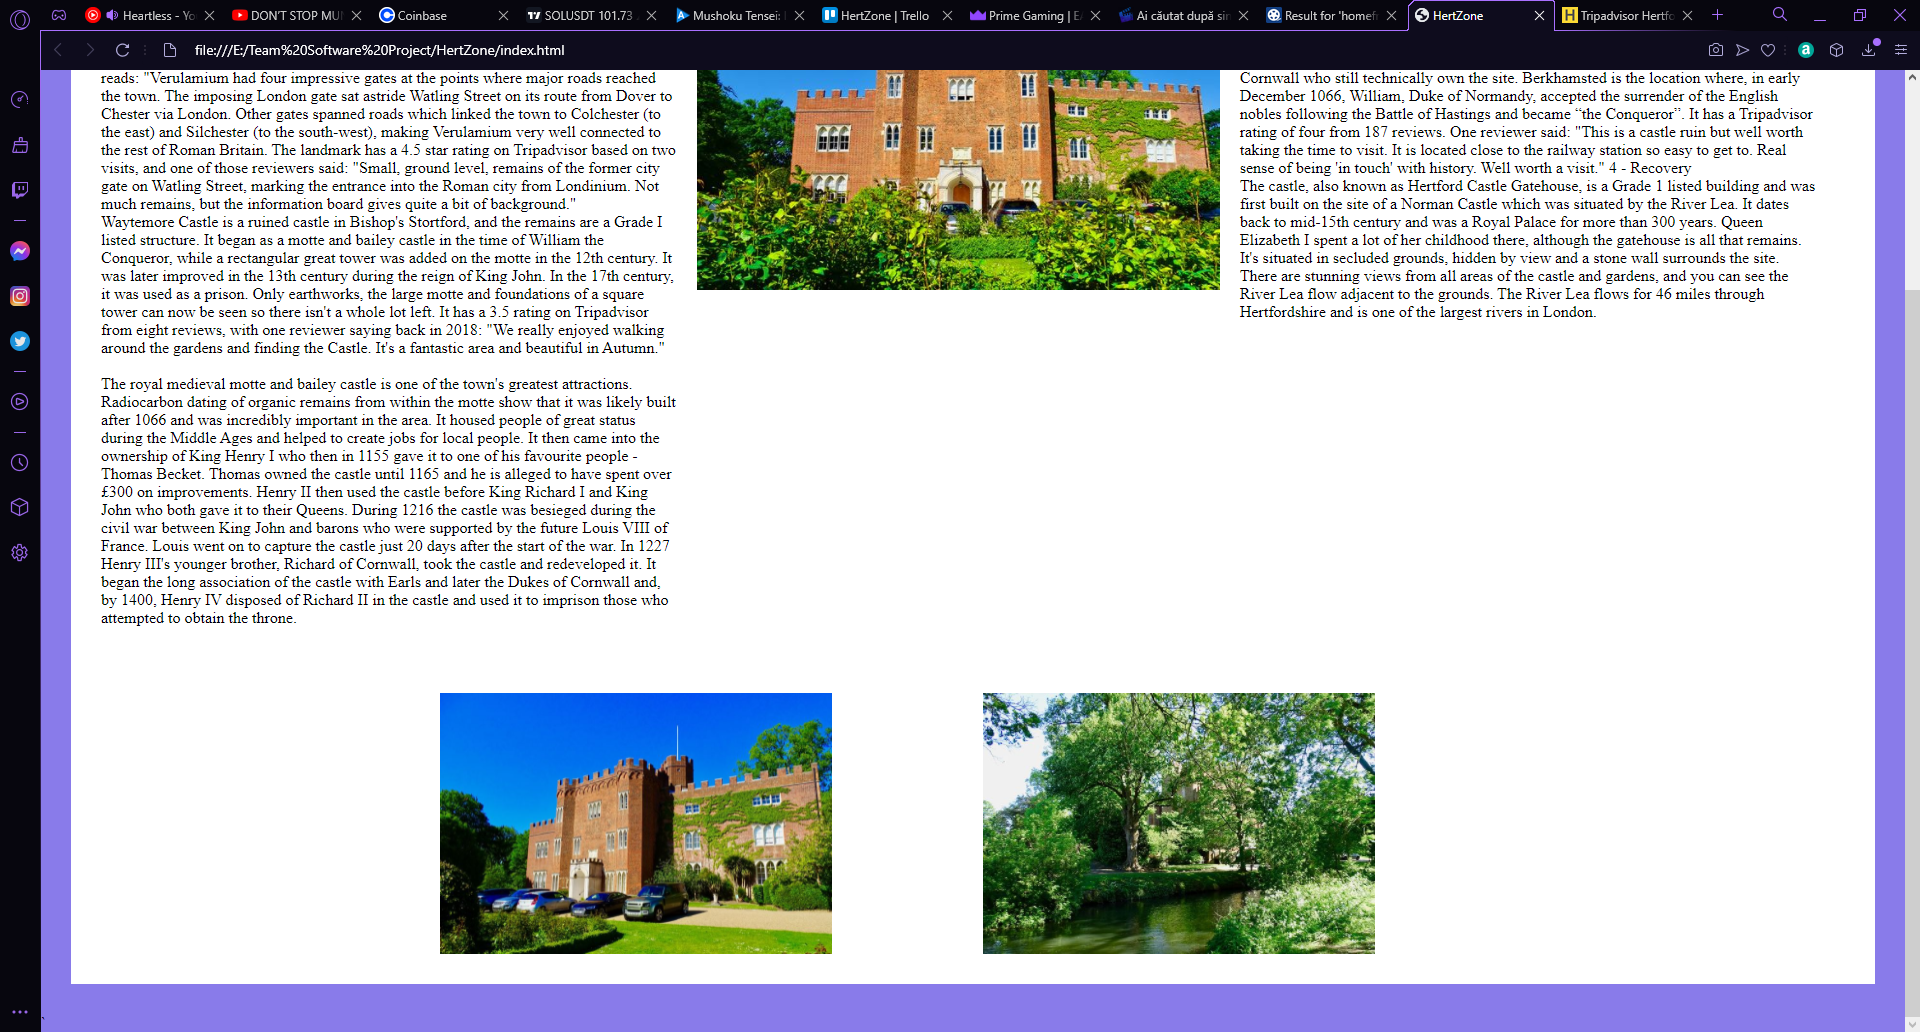 Heartless - Yo
DON'T STOP MU
Coinbase
SOLUSDT 101.73
Mushoku Tensei:
HertZone | Trello
Prime Gaming | E
Ai căutat după sir
Result for 'homef
HertZone
Tripadvisor Hertfo
file:///E:/Team%20Software%20Project/HertZone/index.html
reads: "Verulamium had four impressive gates at the points where major roads reached
the town. The imposing London gate sat astride Watling Street on its route from Dover to
Chester via London. Other gates spanned roads which linked the town to Colchester (to
the east) and Silchester (to the south-west), making Verulamium very well connected to
the rest of Roman Britain. The landmark has a 4.5 star rating on Tripadvisor based on two
visits, and one of those reviewers said: "Small, ground level, remains of the former city
gate on Watling Street, marking the entrance into the Roman city from Londinium. Not
much remains, but the information board gives quite a bit of background."
Waytemore Castle is a ruined castle in Bishop's Stortford, and the remains are a Grade I
listed structure. It began as a motte and bailey castle in the time of William the
Conqueror, while a rectangular great tower was added on the motte in the 12th century. It
was later improved in the 13th century during the reign of King John. In the 17th century,
it was used as a prison. Only earthworks, the large motte and foundations of a square
tower can now be seen so there isn't a whole lot left. It has a 3.5 rating on Tripadvisor
from eight reviews, with one reviewer saying back in 2018: "We really enjoyed walking
around the gardens and finding the Castle. It's a fantastic area and beautiful in Autumn."
The royal medieval motte and bailey castle is one of the town's greatest attractions.
Radiocarbon dating of organic remains from within the motte show that it was likely built
after 1066 and was incredibly important in the area. It housed people of great status
during the Middle Ages and helped to create jobs for local people. It then came into the
ownership of King Henry I who then in 1155 gave it to one of his favourite people -
Thomas Becket. Thomas owned the castle until 1165 and he is alleged to have spent over
£300 on improvements. Henry II then used the castle before King Richard I and King
John who both gave it to their Queens. During 1216 the castle was besieged during the
civil war between King John and barons who were supported by the future Louis VIII of
France. Louis went on to capture the castle just 20 days after the start of the war. In 1227
Henry III's younger brother, Richard of Cornwall, took the castle and redeveloped it. It
began the long association of the castle with Earls and later the Dukes of Cornwall and,
by 1400, Henry IV disposed of Richard II in the castle and used it to imprison those who
attempted to obtain the throne.
Cornwall who still technically own the site. Berkhamsted is the location where, in early
December 1066, William, Duke of Normandy, accepted the surrender of the English
nobles following the Battle of Hastings and became “the Conqueror”. It has a Tripadvisor
rating of four from 187 reviews. One reviewer said: "This is a castle ruin but well worth
taking the time to visit. It is located close to the railway station so easy to get to. Real
sense of being 'in touch' with history. Well worth a visit." 4 - Recovery
The castle, also known as Hertford Castle Gatehouse, is a Grade 1 listed building and was
first built on the site of a Norman Castle which was situated by the River Lea. It dates
back to mid-15th century and was a Royal Palace for more than 300 years. Queen
Elizabeth I spent a lot of her childhood there, although the gatehouse is all that remains.
It's situated in secluded grounds, hidden by view and a stone wall surrounds the site.
There are stunning views from all areas of the castle and gardens, and you can see the
River Lea flow adjacent to the grounds. The River Lea flows for 46 miles through
Hertfordshire and is one of the largest rivers in London.